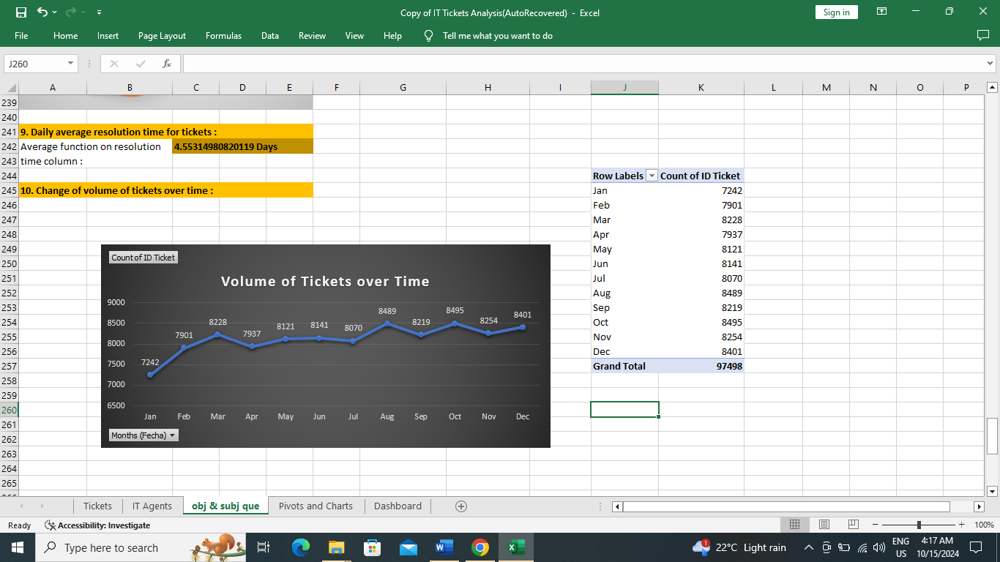 Copy of IT Tickets Analysis(AutoRecovered) - Excel
Sign in
File Home Insert Page Layout Formulas Data Review View Help Tell me what you want to do
J260 fx
A B C D E F G H I J K L M N O P
239
240
241 9. Daily average resolution time for tickets :
242 Average function on resolution 4.55314980820119 Days
243 time column :
244 Row Labels Count of ID Ticket
245 10. Change of volume of tickets over time : Jan 7242
246 Feb 7901
247 Mar 8228
248 Apr 7937
249 May 8121
250 Jun 8141
251 Jul 8070
252 Aug 8489
253 Sep 8219
254 Oct 8495
255 Nov 8254
256 Dec 8401
257 Grand Total 97498
258
259
260
261
262
263
264
265
Count of ID Ticket
Volume of Tickets over Time
9000
8500
8000
7500
7000
6500
7242 7901 8228 7937 8121 8141 8070 8489 8219 8495 8254 8401
Jan Feb Mar Apr May Jun Jul Aug Sep Oct Nov Dec
Months (Fecha)
Tickets IT Agents obj & subj que Pivots and Charts Dashboard
Ready Accessibility: Investigate 100%
Type here to search
1 22°C Light rain
ENG
US
4:17 AM
10/15/2024